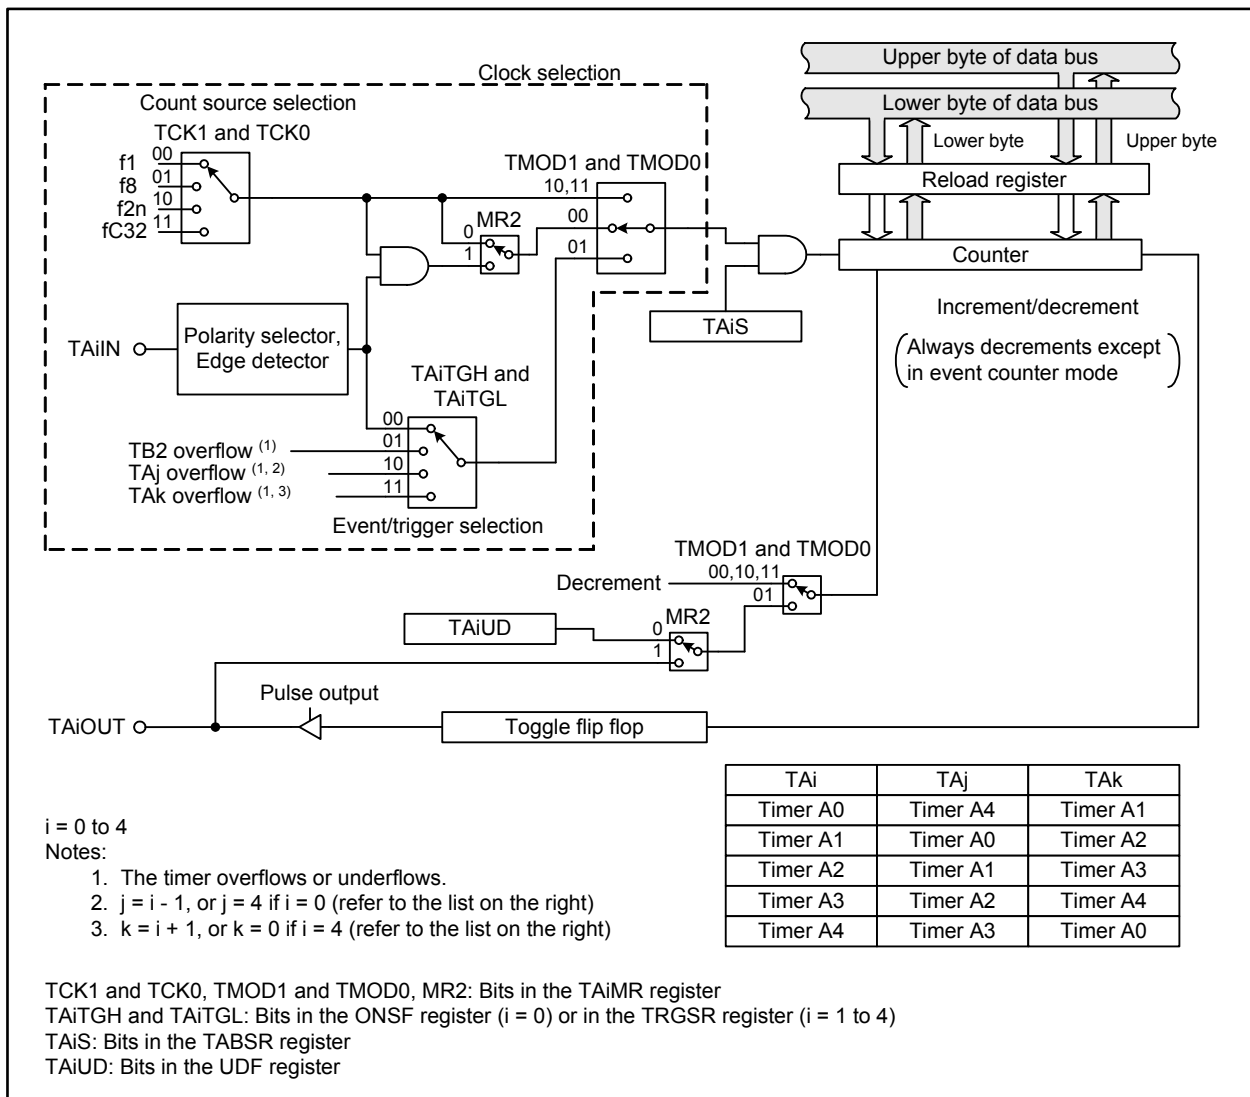 Upper byte of data bus
Clock selection
Count source selection
Lower byte of data bus
TCK1 and TCK0
Lower byte
Upper byte
TMOD1 and TMOD0
f1 00
f8 01
f2n 10
fC32 11
10,11
00
01
MR2
0
1
Reload register
Counter
TAiS
Increment/decrement
(Always decrements except
in event counter mode)
TAiIN
Polarity selector,
Edge detector
TAiTGH and
TAiTGL
00
TB2 overflow (1) 01
TAj overflow (1, 2) 10
TAk overflow (1, 3) 11
Event/trigger selection
TMOD1 and TMOD0
Decrement 00,10,11
01
MR2
TAiUD 0
1
Pulse output
TAiOUT
Toggle flip flop
TAi TAj TAk
Timer A0 Timer A4 Timer A1
Timer A1 Timer A0 Timer A2
Timer A2 Timer A1 Timer A3
Timer A3 Timer A2 Timer A4
Timer A4 Timer A3 Timer A0
i = 0 to 4
Notes:
1. The timer overflows or underflows.
2. j = i - 1, or j = 4 if i = 0 (refer to the list on the right)
3. k = i + 1, or k = 0 if i = 4 (refer to the list on the right)
TCK1 and TCK0, TMOD1 and TMOD0, MR2: Bits in the TAiMR register
TAiTGH and TAiTGL: Bits in the ONSF register (i = 0) or in the TRGSR register (i = 1 to 4)
TAiS: Bits in the TABSR register
TAiUD: Bits in the UDF register